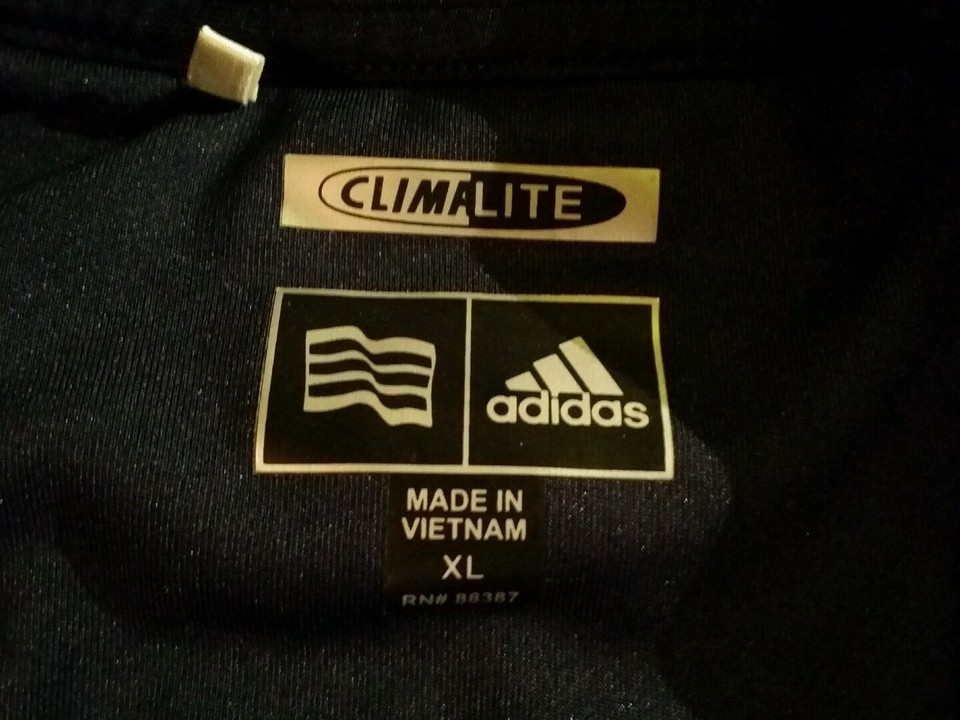 CLIMALITE
adidas
MADE IN
VIETNAM
XL
RN# 88387